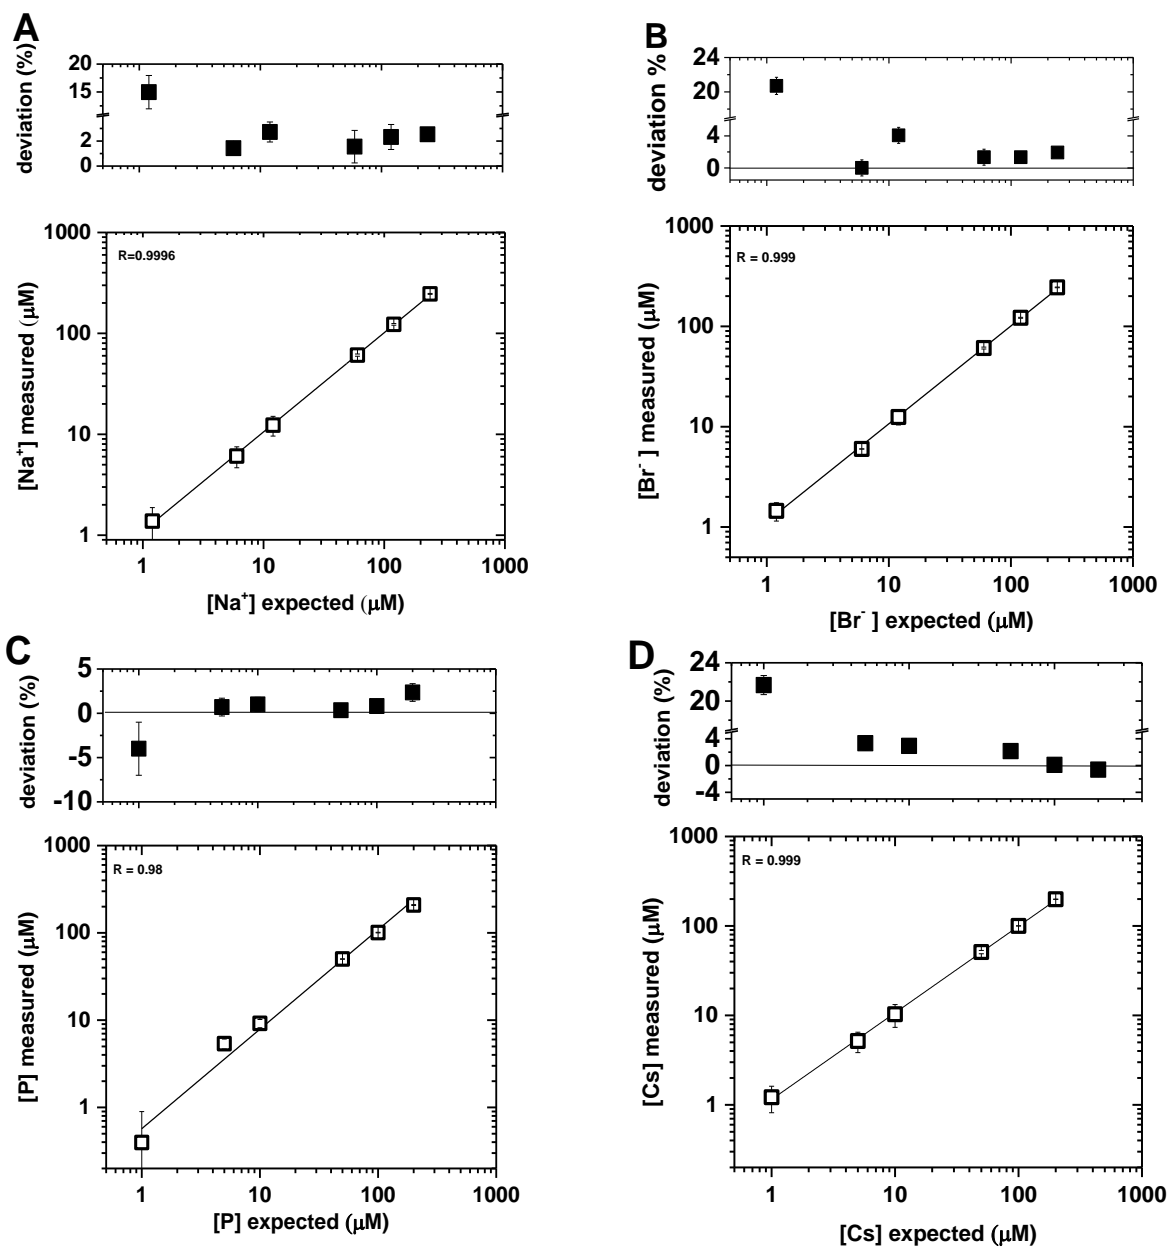 A
deviation (%)
20
15
2
0
1000
100
10
1
R=0.9996
[Na+] measured (μM)
1 10 100 1000
[Na+] expected (μM)
B
deviation %
24
20
4
0
1000
100
10
1
R = 0.999
[Br- ] measured (μM)
1 10 100 1000
[Br- ] expected (μM)
C
deviation (%)
5
0
-5
-10
1000
100
10
1
R = 0.98
[P] measured (μM)
1 10 100 1000
[P] expected (μM)
D
deviation (%)
24
20
4
0
-4
1000
100
10
1
R = 0.999
[Cs] measured (μM)
1 10 100 1000
[Cs] expected (μM)